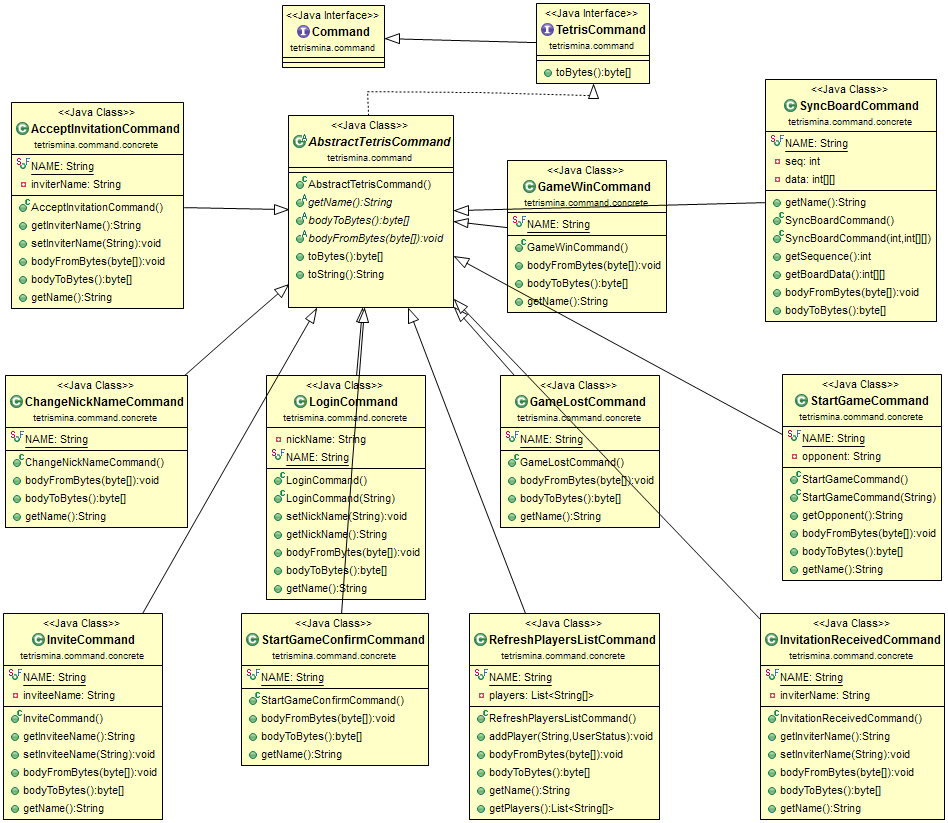 <<Java Interface>>
Command
tetrismina.command
<<Java Interface>>
TetrisCommand
tetrismina.command
toBytes():byte[]
<<Java Class>>
AcceptInvitationCommand
tetrismina.command.concrete
NAME: String
inviterName: String
AcceptInvitationCommand()
getInviterName():String
setInviterName(String):void
bodyFromBytes(byte[]):void
bodyToBytes():byte[]
getName():String
<<Java Class>>
AbstractTetrisCommand
tetrismina.command
AbstractTetrisCommand()
getName():String
bodyToBytes():byte[]
bodyFromBytes(byte[]):void
toBytes():byte[]
toString():String
<<Java Class>>
GameWinCommand
tetrismina.command.concrete
NAME: String
GameWinCommand()
bodyFromBytes(byte[]):void
bodyToBytes():byte[]
getName():String
<<Java Class>>
SyncBoardCommand
tetrismina.command.concrete
NAME: String
seq: int
data: int[][]
getName():String
SyncBoardCommand()
SyncBoardCommand(int,int[][])
getSequence():int
getBoardData():int[][]
bodyFromBytes(byte[]):void
bodyToBytes():byte[]
<<Java Class>>
ChangeNickNameCommand
tetrismina.command.concrete
NAME: String
ChangeNickNameCommand()
bodyFromBytes(byte[]):void
bodyToBytes():byte[]
getName():String
<<Java Class>>
LoginCommand
tetrismina.command.concrete
nickName: String
NAME: String
LoginCommand()
LoginCommand(String)
setNickName(String):void
getNickName():String
bodyFromBytes(byte[]):void
bodyToBytes():byte[]
getName():String
<<Java Class>>
GameLostCommand
tetrismina.command.concrete
NAME: String
GameLostCommand()
bodyFromBytes(byte[]):void
bodyToBytes():byte[]
getName():String
<<Java Class>>
StartGameCommand
tetrismina.command.concrete
NAME: String
opponent: String
StartGameCommand()
StartGameCommand(String)
getOpponent():String
bodyFromBytes(byte[]):void
bodyToBytes():byte[]
getName():String
<<Java Class>>
InviteCommand
tetrismina.command.concrete
NAME: String
inviteeName: String
InviteCommand()
getInviteeName():String
setInviteeName(String):void
bodyFromBytes(byte[]):void
bodyToBytes():byte[]
getName():String
<<Java Class>>
StartGameConfirmCommand
tetrismina.command.concrete
NAME: String
StartGameConfirmCommand()
bodyFromBytes(byte[]):void
bodyToBytes():byte[]
getName():String
<<Java Class>>
RefreshPlayersListCommand
tetrismina.command.concrete
NAME: String
players: List<String[]>
RefreshPlayersListCommand()
addPlayer(String,UserStatus):void
bodyFromBytes(byte[]):void
bodyToBytes():byte[]
getName():String
getPlayers():List<String[]>
<<Java Class>>
InvitationReceivedCommand
tetrismina.command.concrete
NAME: String
inviterName: String
InvitationReceivedCommand()
getInviterName():String
setInviterName(String):void
bodyFromBytes(byte[]):void
bodyToBytes():byte[]
getName():String